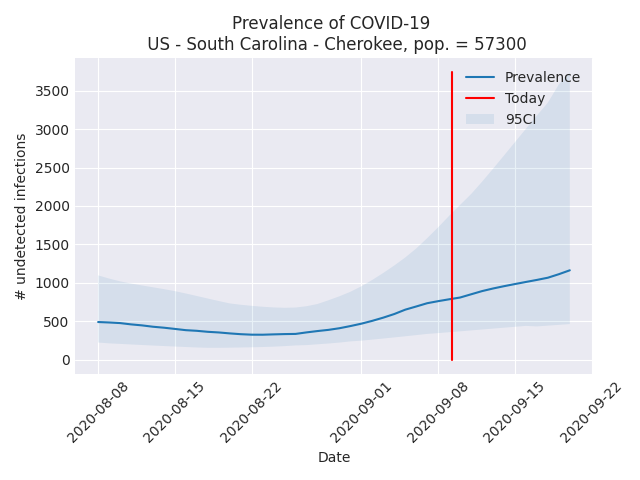 Prevalence of COVID-19
US - South Carolina - Cherokee, pop. = 57300
Prevalence
Today
95CI
# undetected infections
3500
3000
2500
2000
1500
1000
500
0
2020-08-08
2020-08-15
2020-08-22
2020-09-01
2020-09-08
2020-09-15
2020-09-22
Date